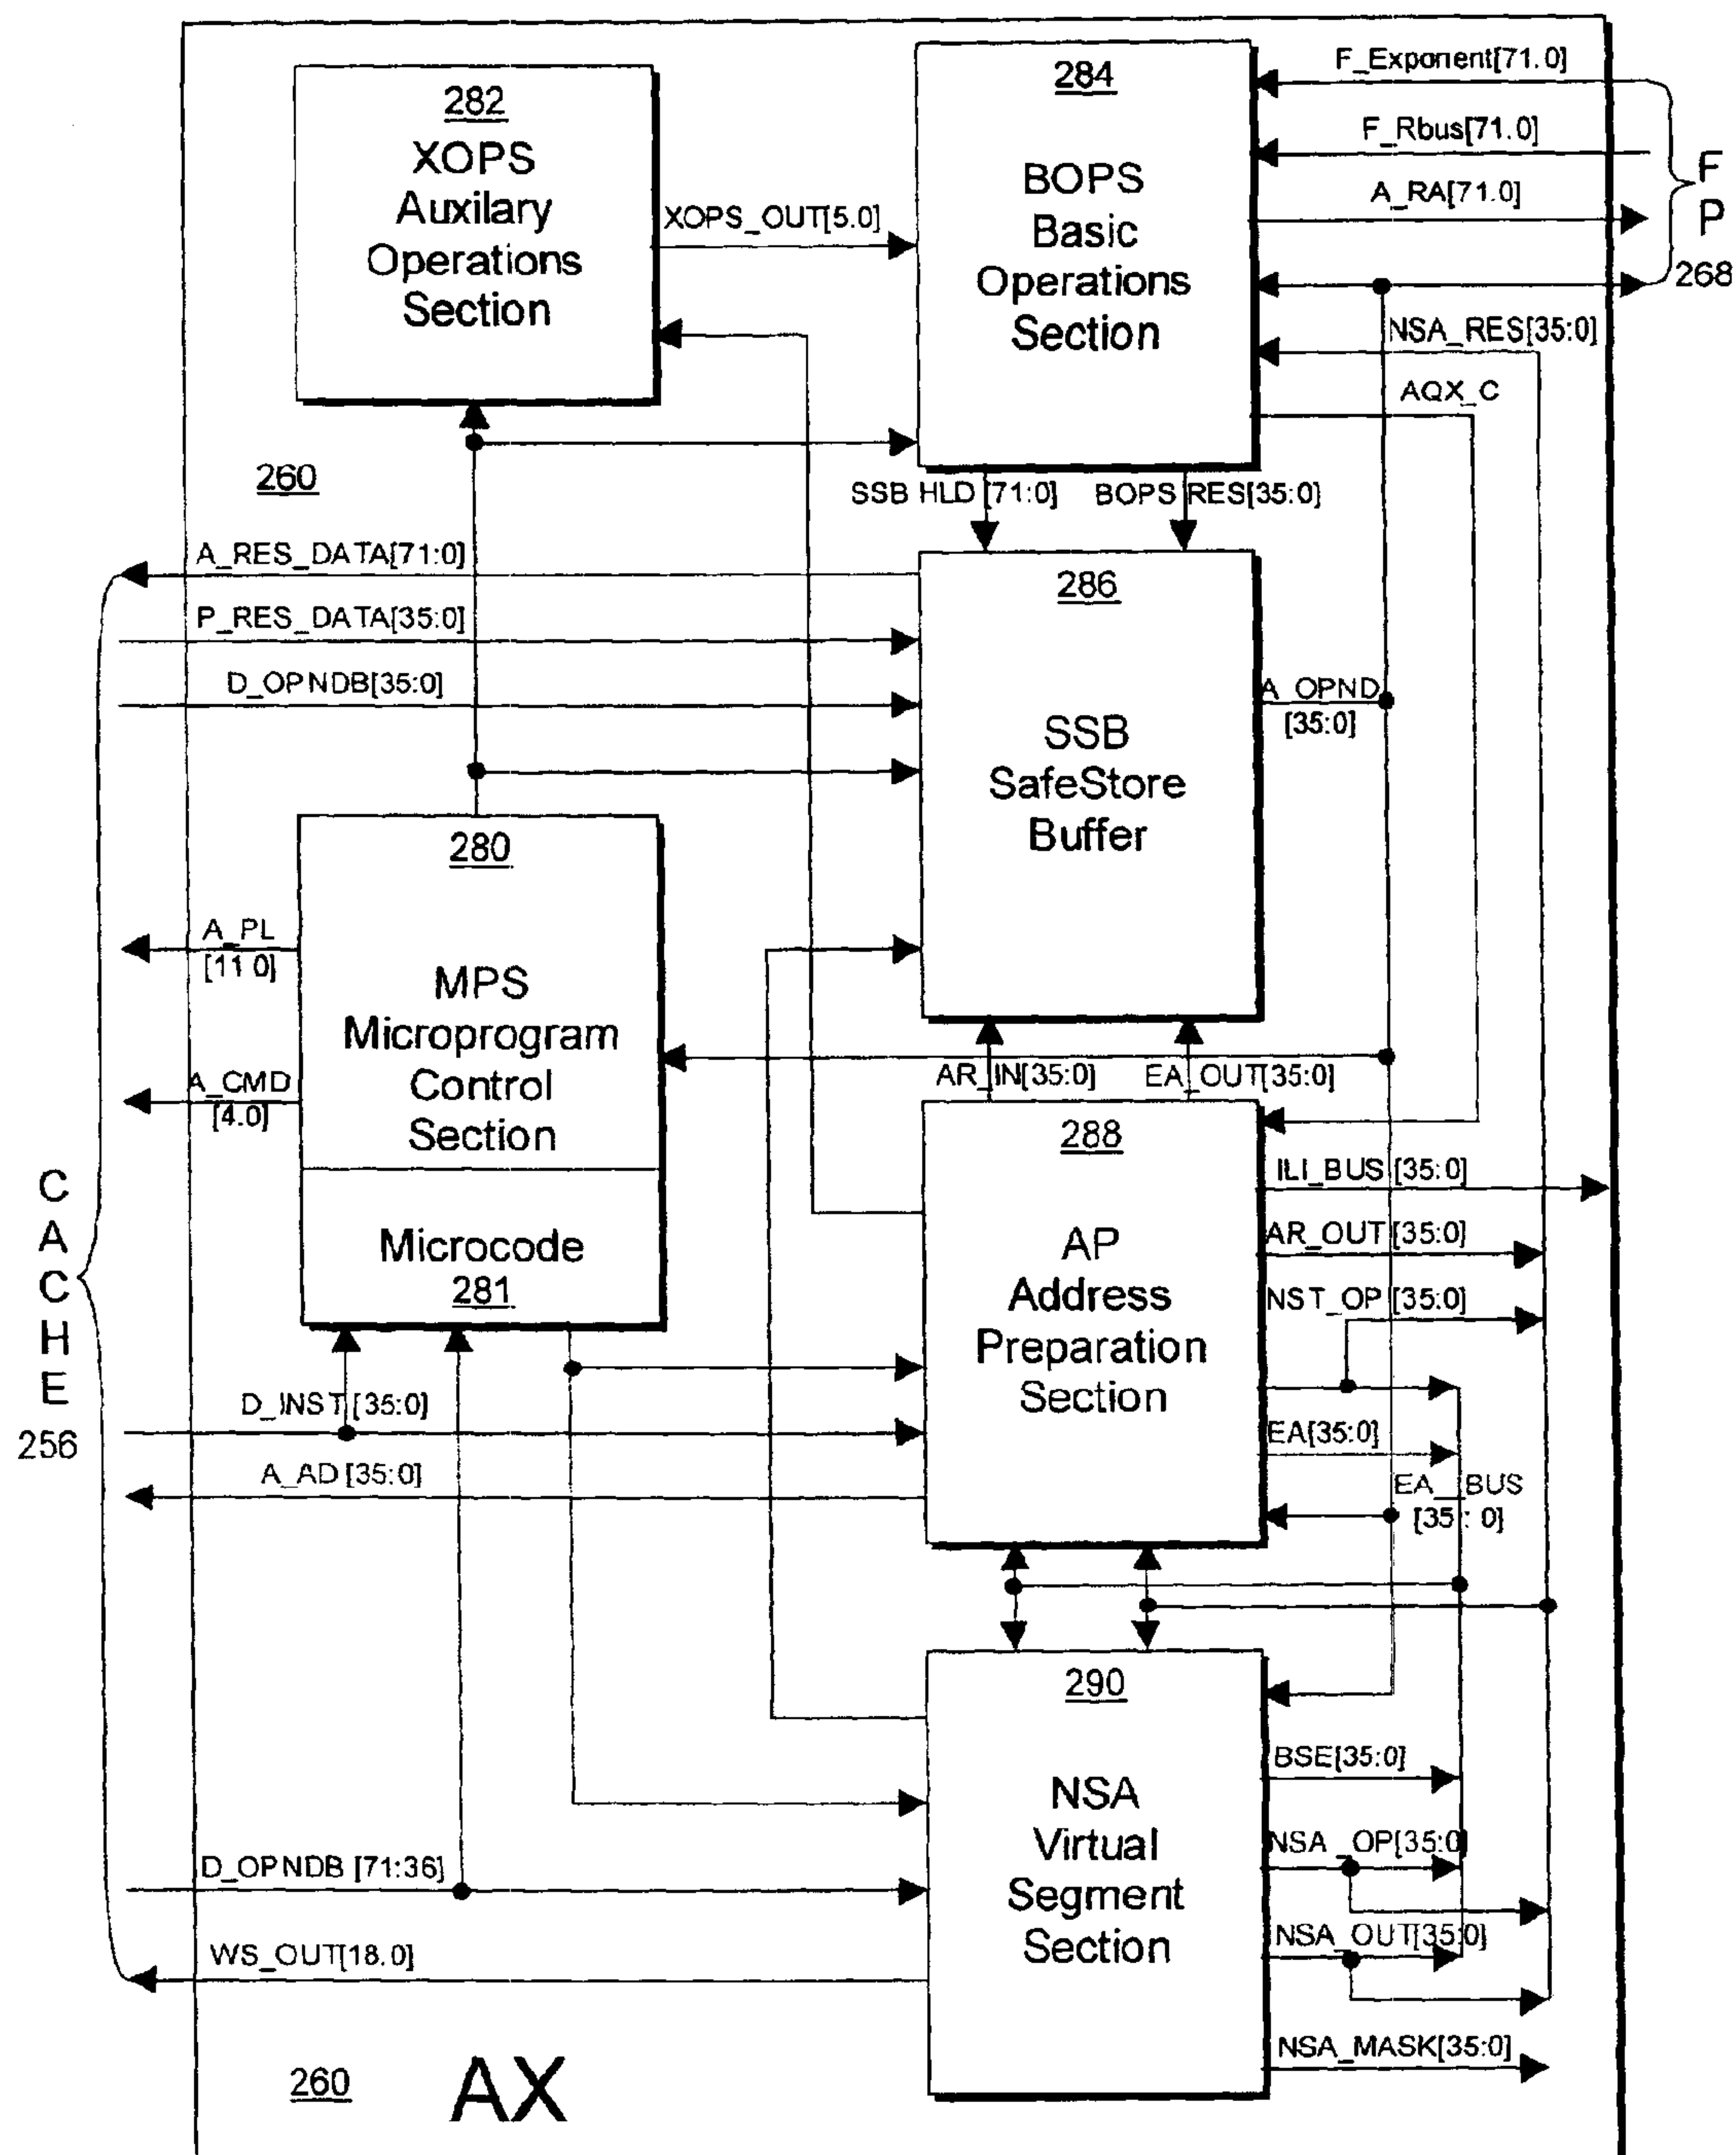 282
XOPS
Auxilary
Operations
Section
284
BOPS
Basic
Operations
Section
F_Exponent[71.0]
F_Rbus[71.0]
A_RA[71.0]
F
P
268
XOPS_OUT[5.0]
NSA_RES[35:0]
AQX_C
260
SSB HLD [71:0]
BOPS RES[35:0]
A_RES_DATA[71:0]
P_RES_DATA[35:0]
D_OPNDB[35:0]
286
SSB
SafeStore
Buffer
A_OPND
[35:0]
280
MPS
Microprogram
Control
Section
Microcode
281
A_PL
[11 0]
A_CMD
[4.0]
AR_IN[35:0]
EA_OUT[35:0]
288
AP
Address
Preparation
Section
ILI_BUS [35:0]
AR_OUT [35:0]
NST_OP [35:0]
EA[35:0]
EA_BUS
[35: 0]
C
A
C
H
E
256
D_INST [35:0]
A_AD [35:0]
290
NSA
Virtual
Segment
Section
BSE[35:0]
NSA_OP[35:0]
NSA_OUT[35:0]
NSA_MASK[35:0]
D_OPNDB [71:36]
WS_OUT[18.0]
260
AX